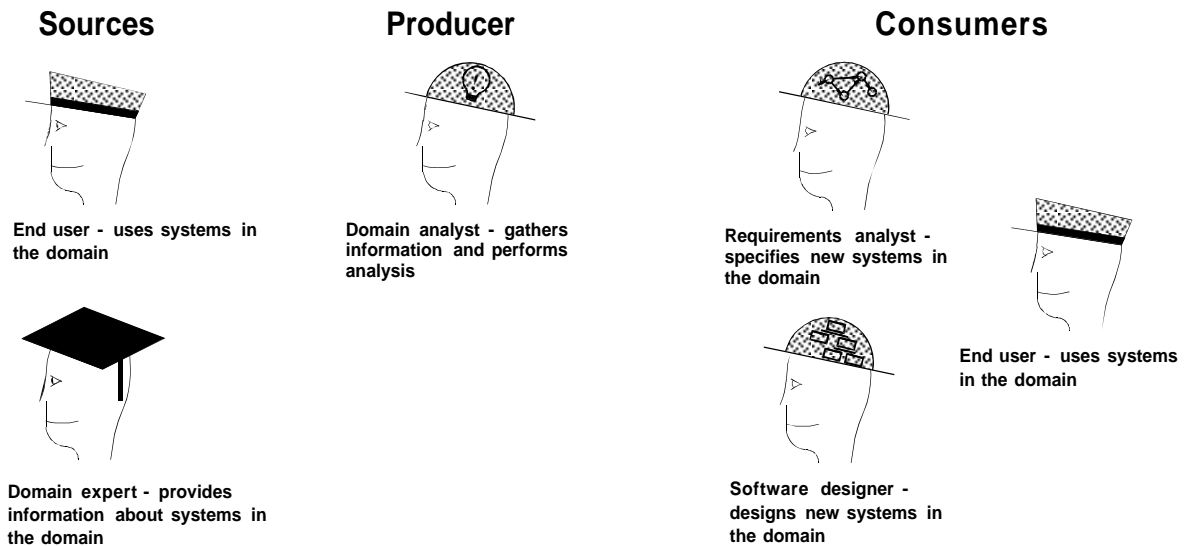 Sources
End user - uses systems in
the domain
Domain expert - provides
information about systems in
the domain
Producer
Domain analyst - gathers
information and performs
analysis
Consumers
Requirements analyst -
specifies new systems in
the domain
Software designer -
designs new systems in
the domain
End user - uses systems
in the domain